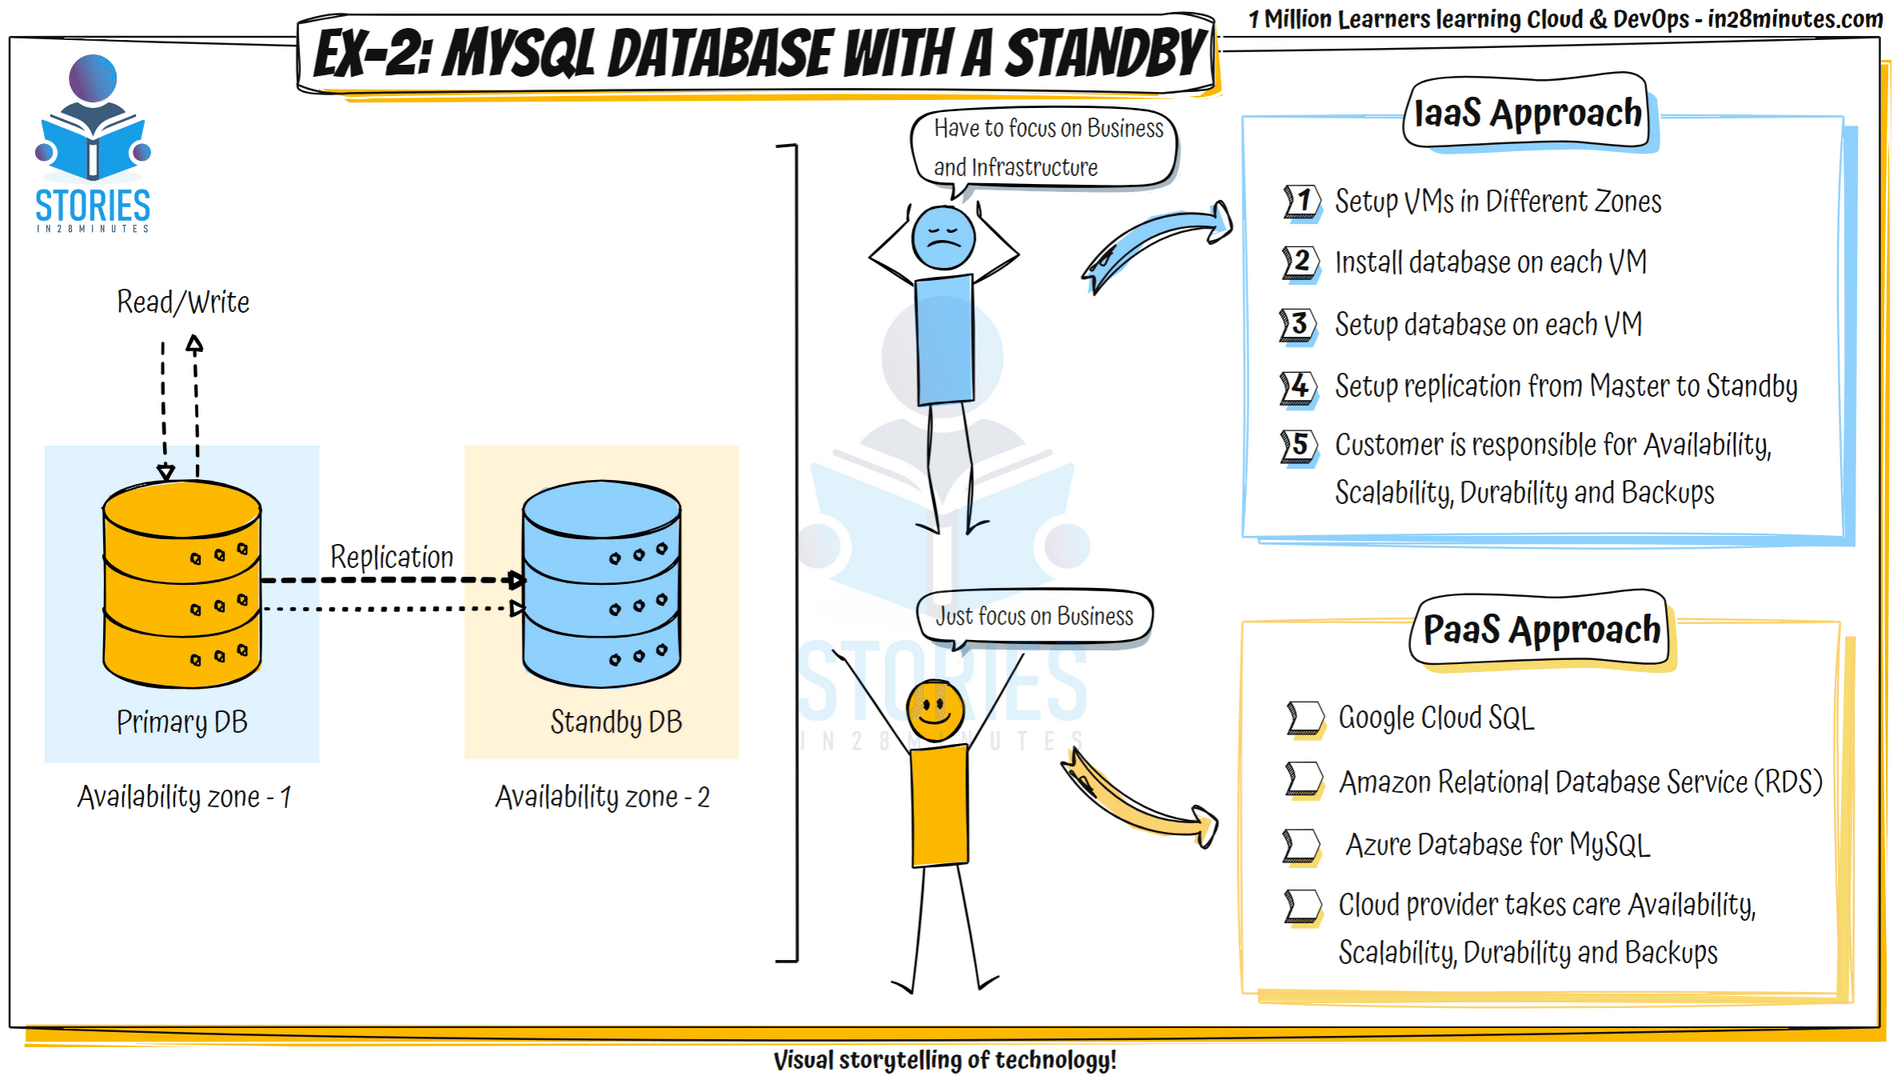 1 Million Learners learning Cloud & DevOps - in28minutes.com
EX-2: MYSQL DATABASE WITH A STANDBY
STORIES
IN28MINUTES
Read/Write
Replication
Primary DB
Standby DB
Availability zone - 1
Availability zone - 2
Have to focus on Business
and Infrastructure
Just focus on Business
IaaS Approach
1 Setup VMs in Different Zones
2 Install database on each VM
3 Setup database on each VM
4 Setup replication from Master to Standby
5 Customer is responsible for Availability,
Scalability, Durability and Backups
PaaS Approach
Google Cloud SQL
Amazon Relational Database Service (RDS)
Azure Database for MySQL
Cloud provider takes care Availability,
Scalability, Durability and Backups
STORIES
IN28MINUTES
Visual storytelling of technology!